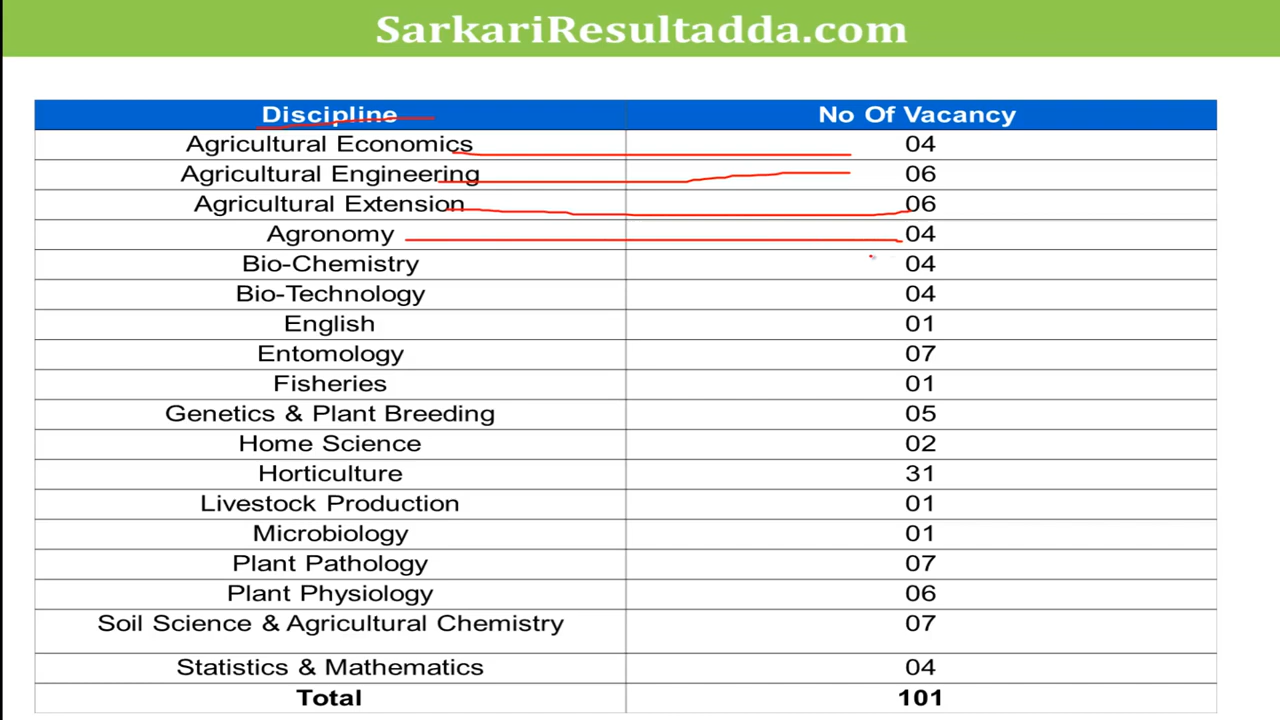 SarkariResultadda.com
Discipline No Of Vacancy
Agricultural Economics 04
Agricultural Engineering 06
Agricultural Extension 06
Agronomy 04
Bio-Chemistry 04
Bio-Technology 04
English 01
Entomology 07
Fisheries 01
Genetics & Plant Breeding 05
Home Science 02
Horticulture 31
Livestock Production 01
Microbiology 01
Plant Pathology 07
Plant Physiology 06
Soil Science & Agricultural Chemistry 07
Statistics & Mathematics 04
Total 101